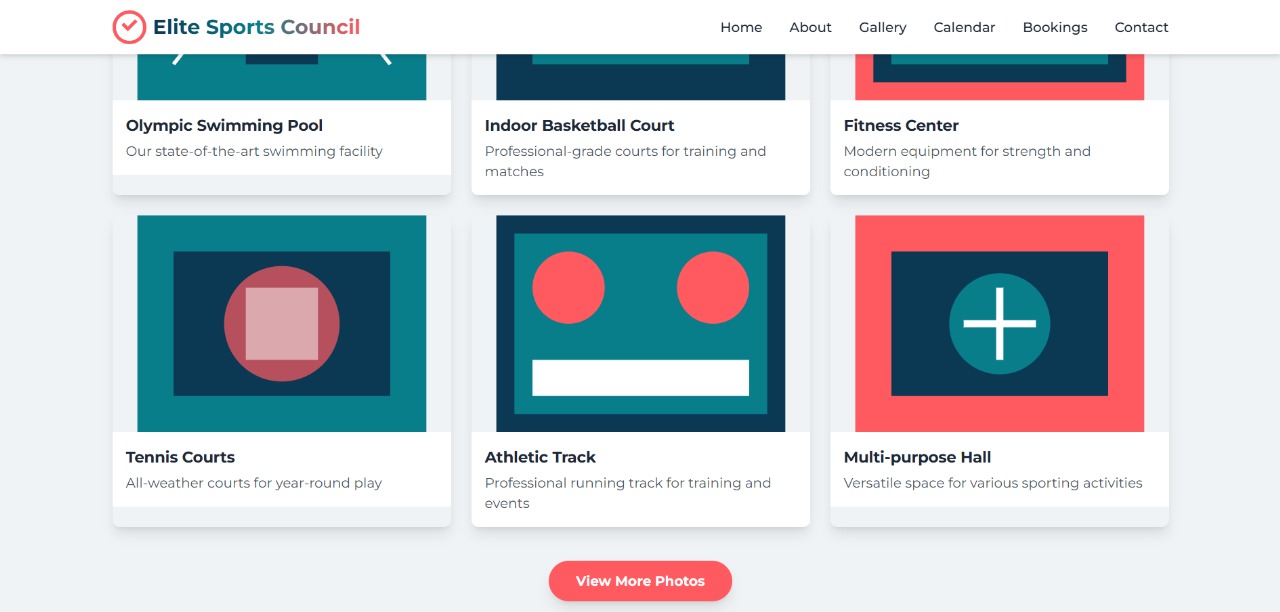 Elite Sports Council
Home About Gallery Calendar Bookings Contact
Olympic Swimming Pool
Our state-of-the-art swimming facility
Indoor Basketball Court
Professional-grade courts for training and
matches
Fitness Center
Modern equipment for strength and
conditioning
Tennis Courts
All-weather courts for year-round play
Athletic Track
Professional running track for training and
events
Multi-purpose Hall
Versatile space for various sporting activities
View More Photos